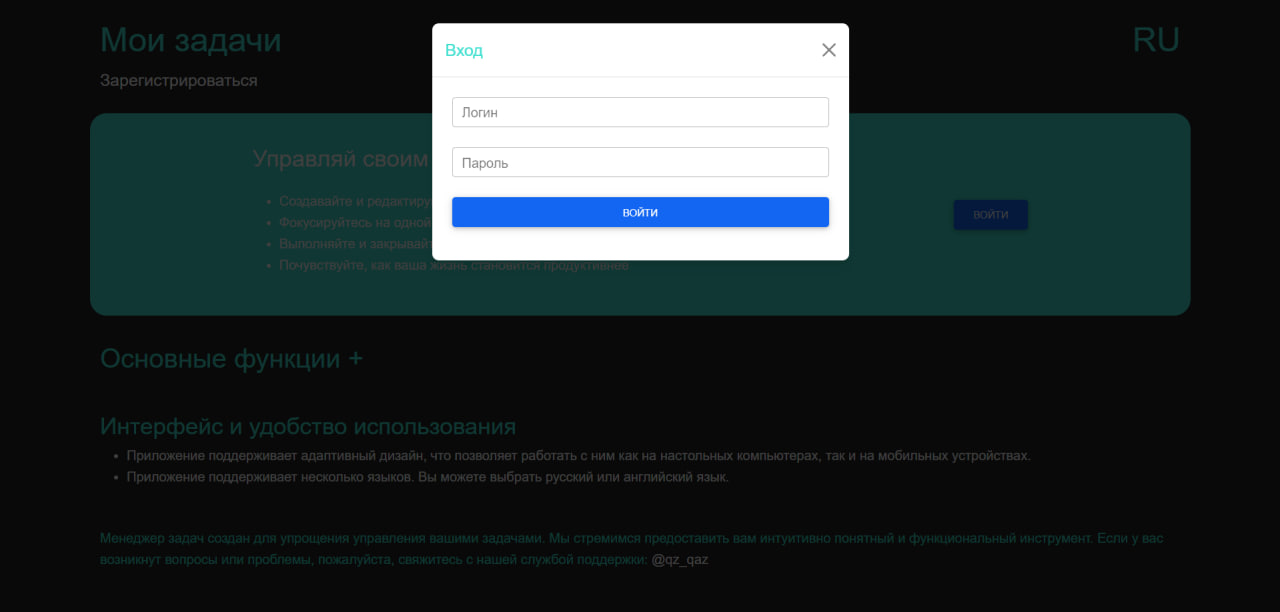 Мои задачи
RU
Зарегистрироваться
Вход
Логин
Пароль
ВОЙТИ
Управляй своим
Создавайте и редактиру
Фокусируйтесь на одной
Выполняйте и закрывайт
Почувствуйте, как ваша жизнь становится продуктивнее.
ВОЙТИ
Основные функции +
Интерфейс и удобство использования
Приложение поддерживает адаптивный дизайн, что позволяет работать с ним как на настольных компьютерах, так и на мобильных устройствах.
Приложение поддерживает несколько языков. Вы можете выбрать русский или английский язык.
Менеджер задач создан для упрощения управления вашими задачами. Мы стремимся предоставить вам интуитивно понятный и функциональный инструмент. Если у вас
возникнут вопросы или проблемы, пожалуйста, свяжитесь с нашей службой поддержки: @qz_qaz